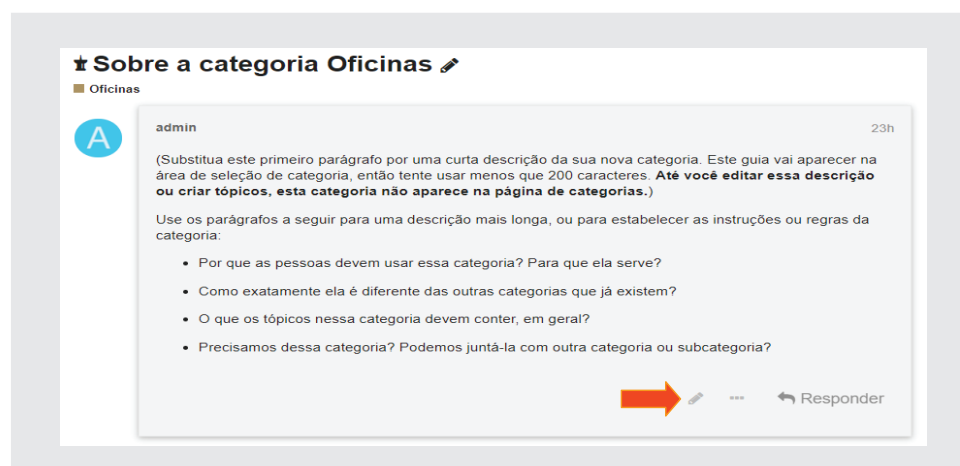 Sobre a categoria Oficinas
Oficinas
A
admin
23h
(Substitua este primeiro parágrafo por uma curta descrição da sua nova categoria. Este guia vai aparecer na
área de seleção de categoria, então tente usar menos que 200 caracteres. Até você editar essa descrição
ou criar tópicos, esta categoria não aparece na página de categorias.)
Use os parágrafos a seguir para uma descrição mais longa, ou para estabelecer as instruções ou regras da
categoria:
• Por que as pessoas devem usar essa categoria? Para que ela serve?
• Como exatamente ela é diferente das outras categorias que já existem?
• O que os tópicos nessa categoria devem conter, em geral?
• Precisamos dessa categoria? Podemos juntá-la com outra categoria ou subcategoria?
Responder